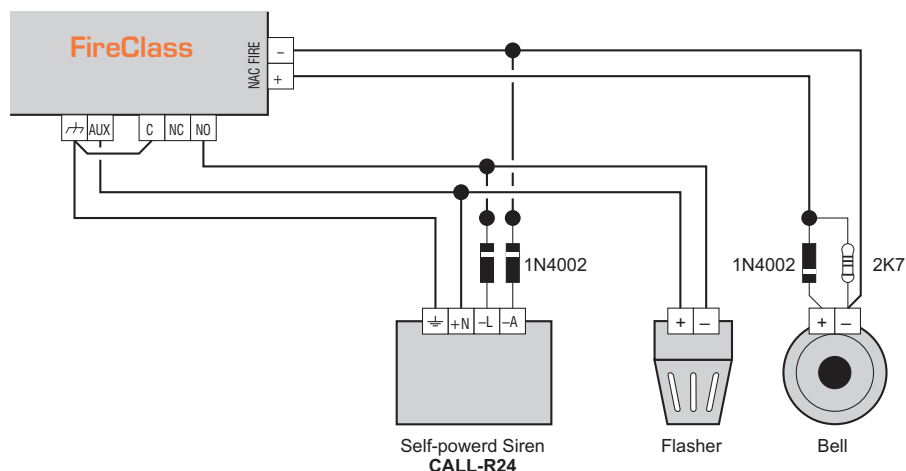 FireClass
NAC FIRE
–
+
AUX
C
NC
NO
1N4002
1N4002
2K7
+N
–L
–A
+
–
+
–
Self-powerd Siren
CALL-R24
Flasher
Bell